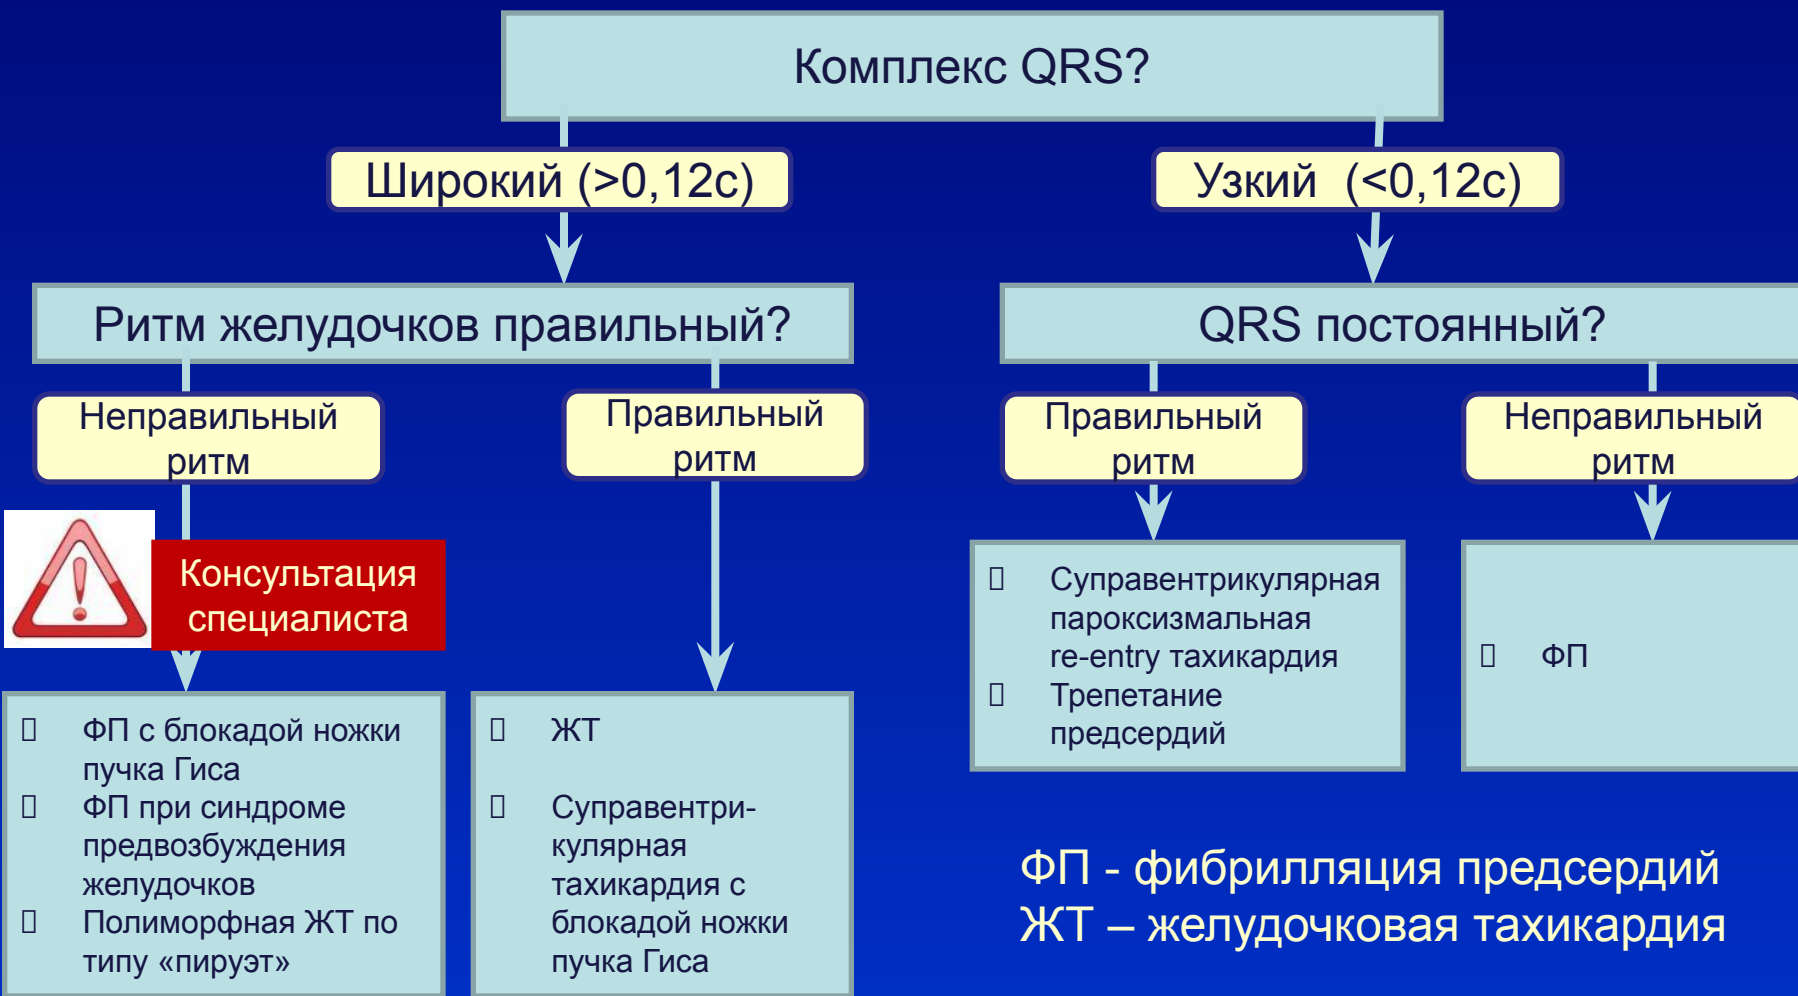 Комплекс QRS?
Широкий (>0,12с)
Узкий (<0,12с)
Ритм желудочков правильный?
QRS постоянный?
Неправильный
ритм
Правильный
ритм
Правильный
ритм
Неправильный
ритм
Консультация
специалиста
ФП с блокадой ножки
пучка Гиса
ФП при синдроме
предвозбуждения
желудочков
Полиморфная ЖТ по
типу «пируэт»
ЖТ
Суправентри-
кулярная
тахикардия с
блокадой ножки
пучка Гиса
Суправентрикулярная
пароксизмальная
re-entry тахикардия
Трепетание
предсердий
ФП
ФП - фибрилляция предсердий
ЖТ – желудочковая тахикардия